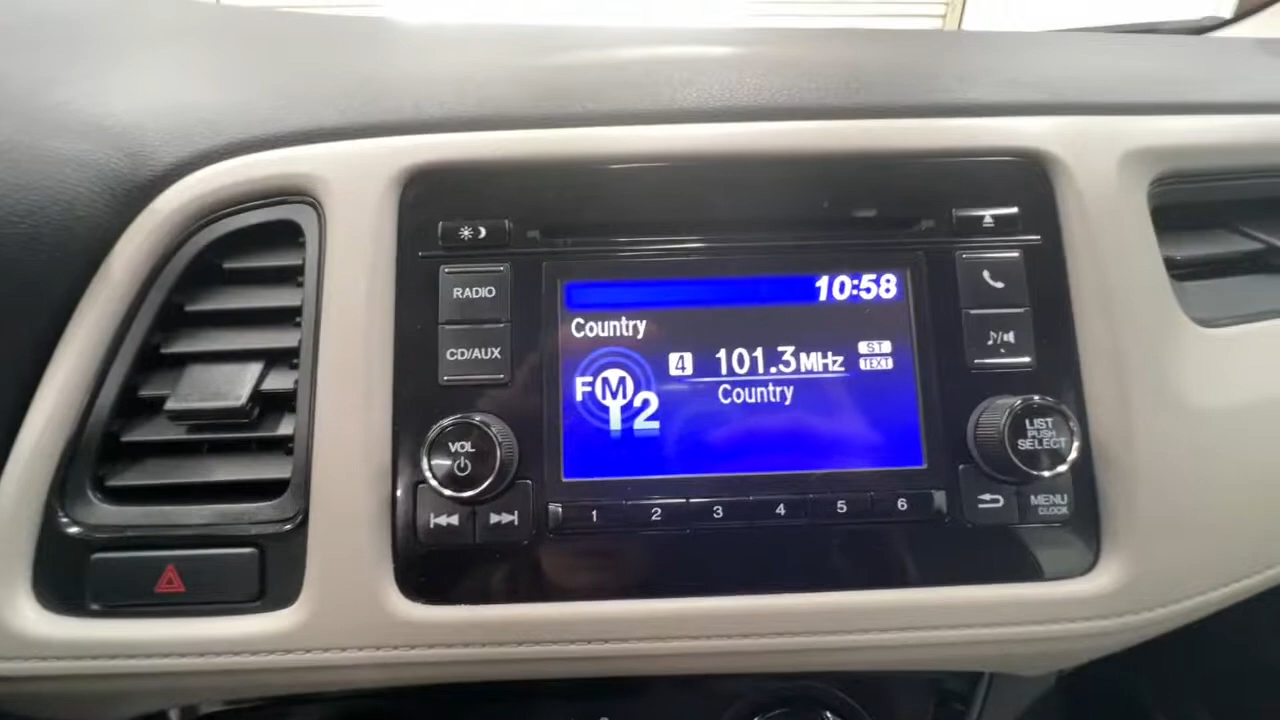 10:58
RADIO
Country
4 101.3MHz ST
TEXT
CD/AUX
FM2
Country
VOL
LIST
PUSH
SELECT
1 2 3 4 5 6
MENU
CLOCK